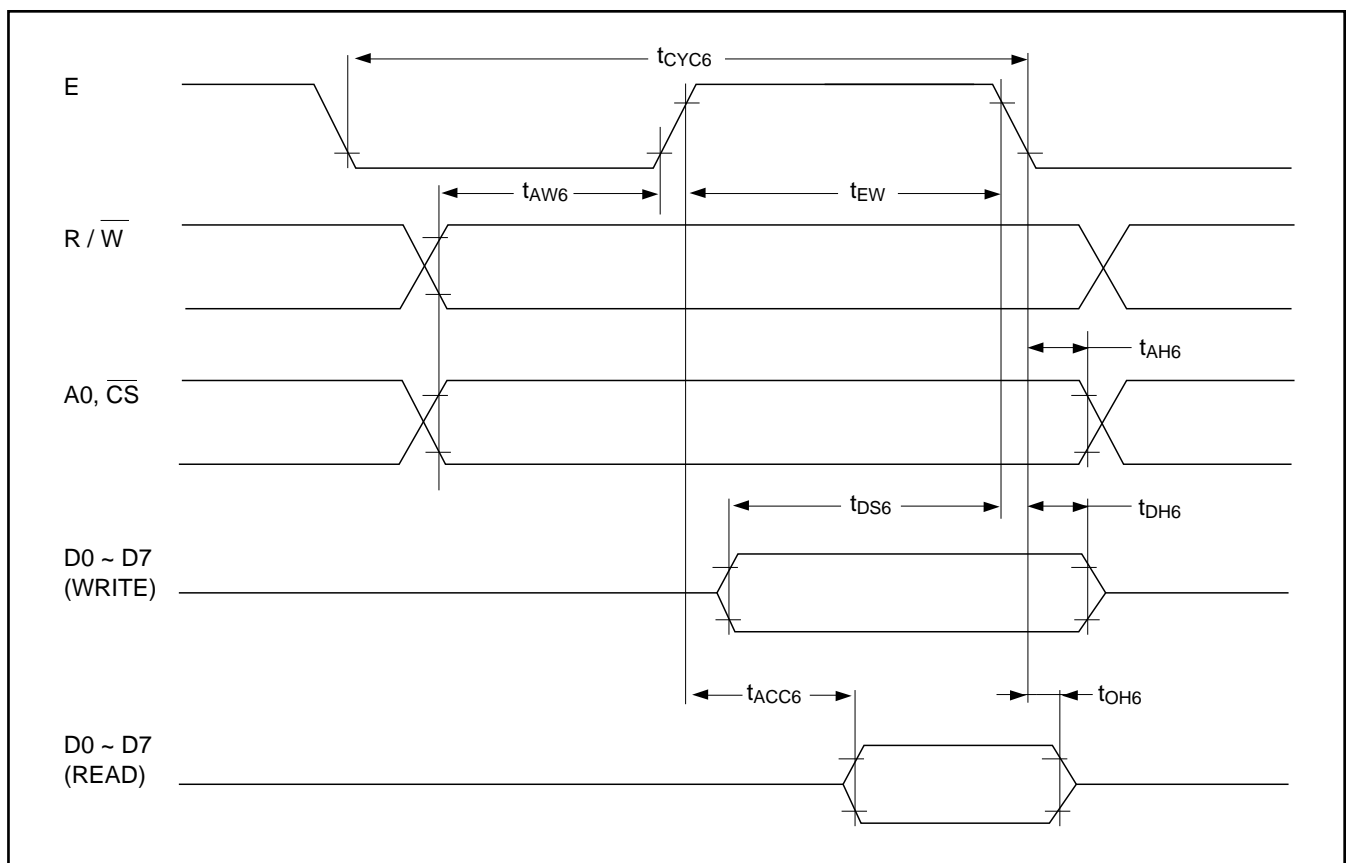 tCYC6
E
tAW6
tEW
R / W
tAH6
A0, CS
tDS6
tDH6
D0 ~ D7
(WRITE)
tACC6
tOH6
D0 ~ D7
(READ)